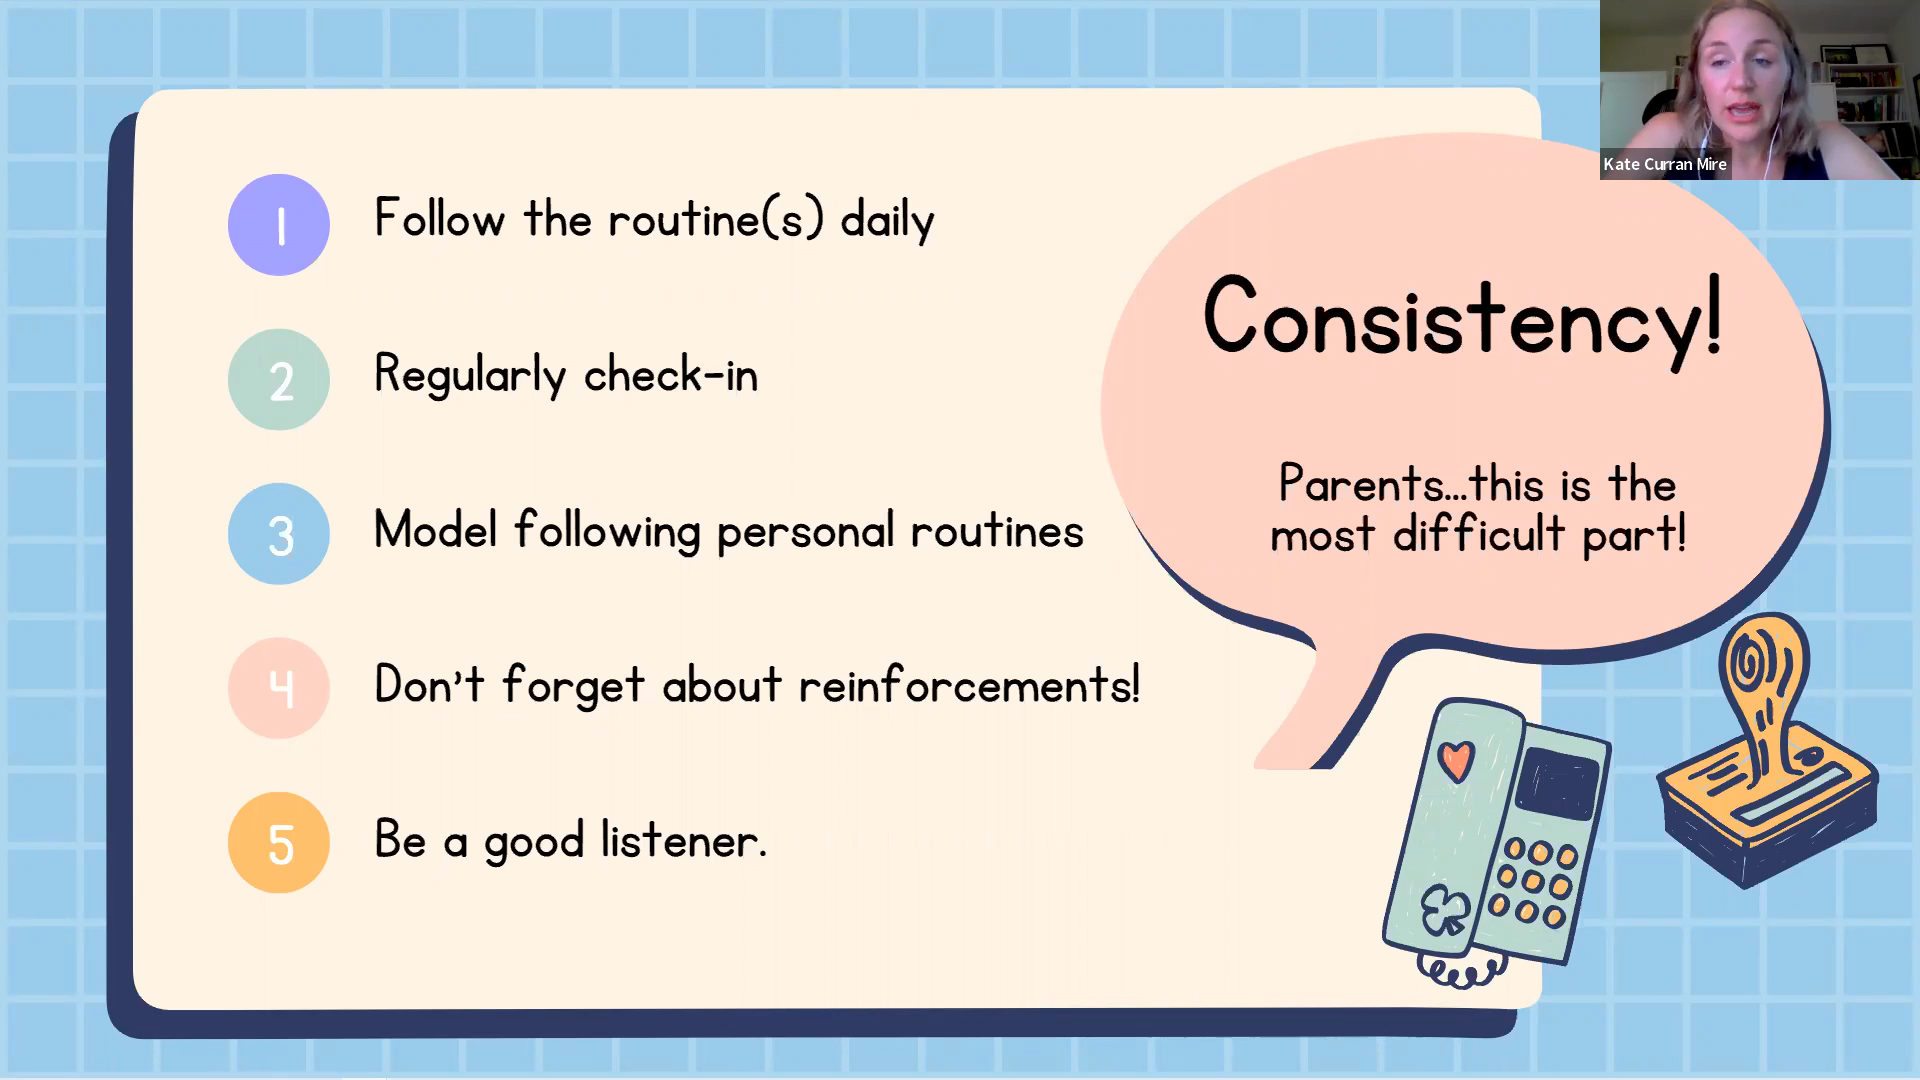 1 Follow the routine(s) daily
2 Regularly check-in
3 Model following personal routines
4 Don't forget about reinforcements!
5 Be a good listener.
Consistency!
Parents...this is the
most difficult part!
Kate Curran Mire